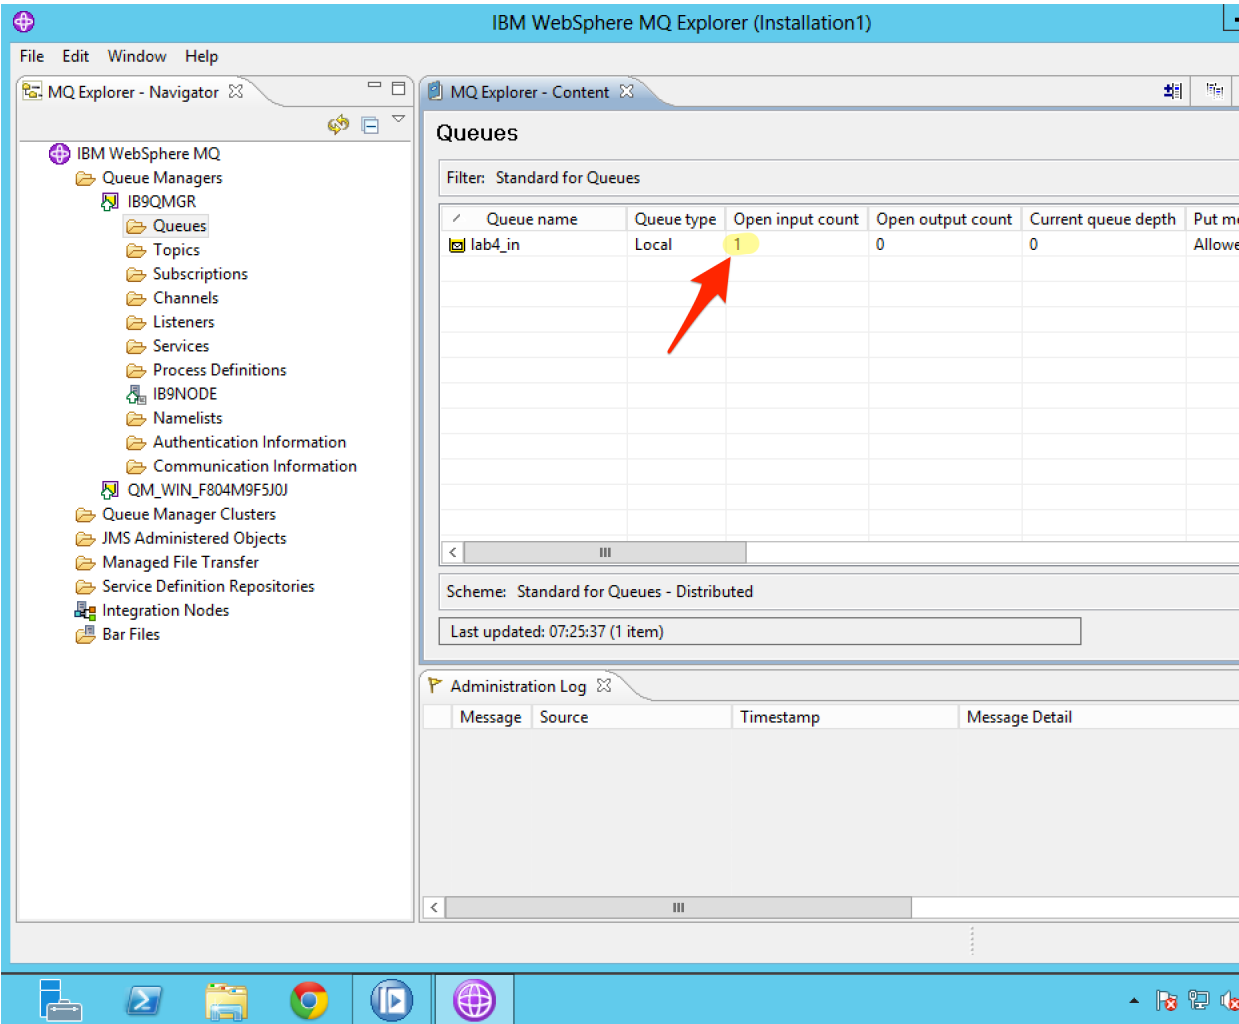 IBM WebSphere MQ Explorer (Installation1)
File Edit Window Help
MQ Explorer - Navigator
IBM WebSphere MQ
Queue Managers
IB9QMGR
Queues
Topics
Subscriptions
Channels
Listeners
Services
Process Definitions
IB9NODE
Namelists
Authentication Information
Communication Information
QM_WIN_F804M9F5J0J
Queue Manager Clusters
JMS Administered Objects
Managed File Transfer
Service Definition Repositories
Integration Nodes
Bar Files
MQ Explorer - Content
Queues
Filter: Standard for Queues
Queue name Queue type Open input count Open output count Current queue depth Put
lab4_in Local 1 0 0 Allowe
Scheme: Standard for Queues - Distributed
Last updated: 07:25:37 (1 item)
Administration Log
Message Source Timestamp Message Detail